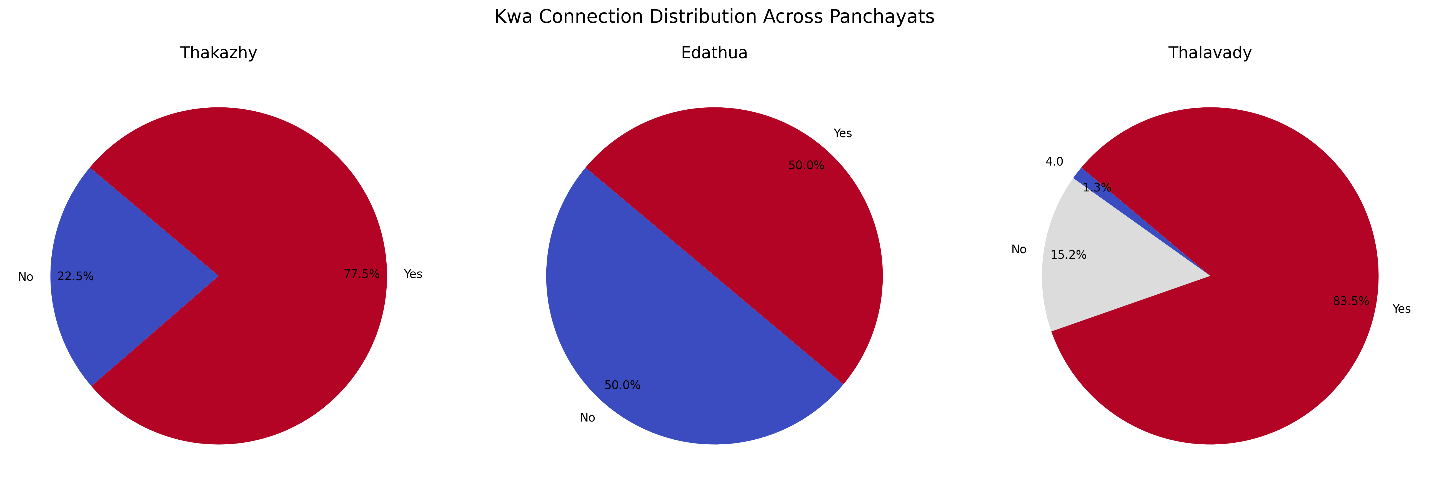 Kwa Connection Distribution Across Panchayats
Thakazhy
No
22.5%
77.5%
Yes
Edathua
Yes
50.0%
50.0%
No
Thalavady
4.0
1.3%
No
15.2%
83.5%
Yes